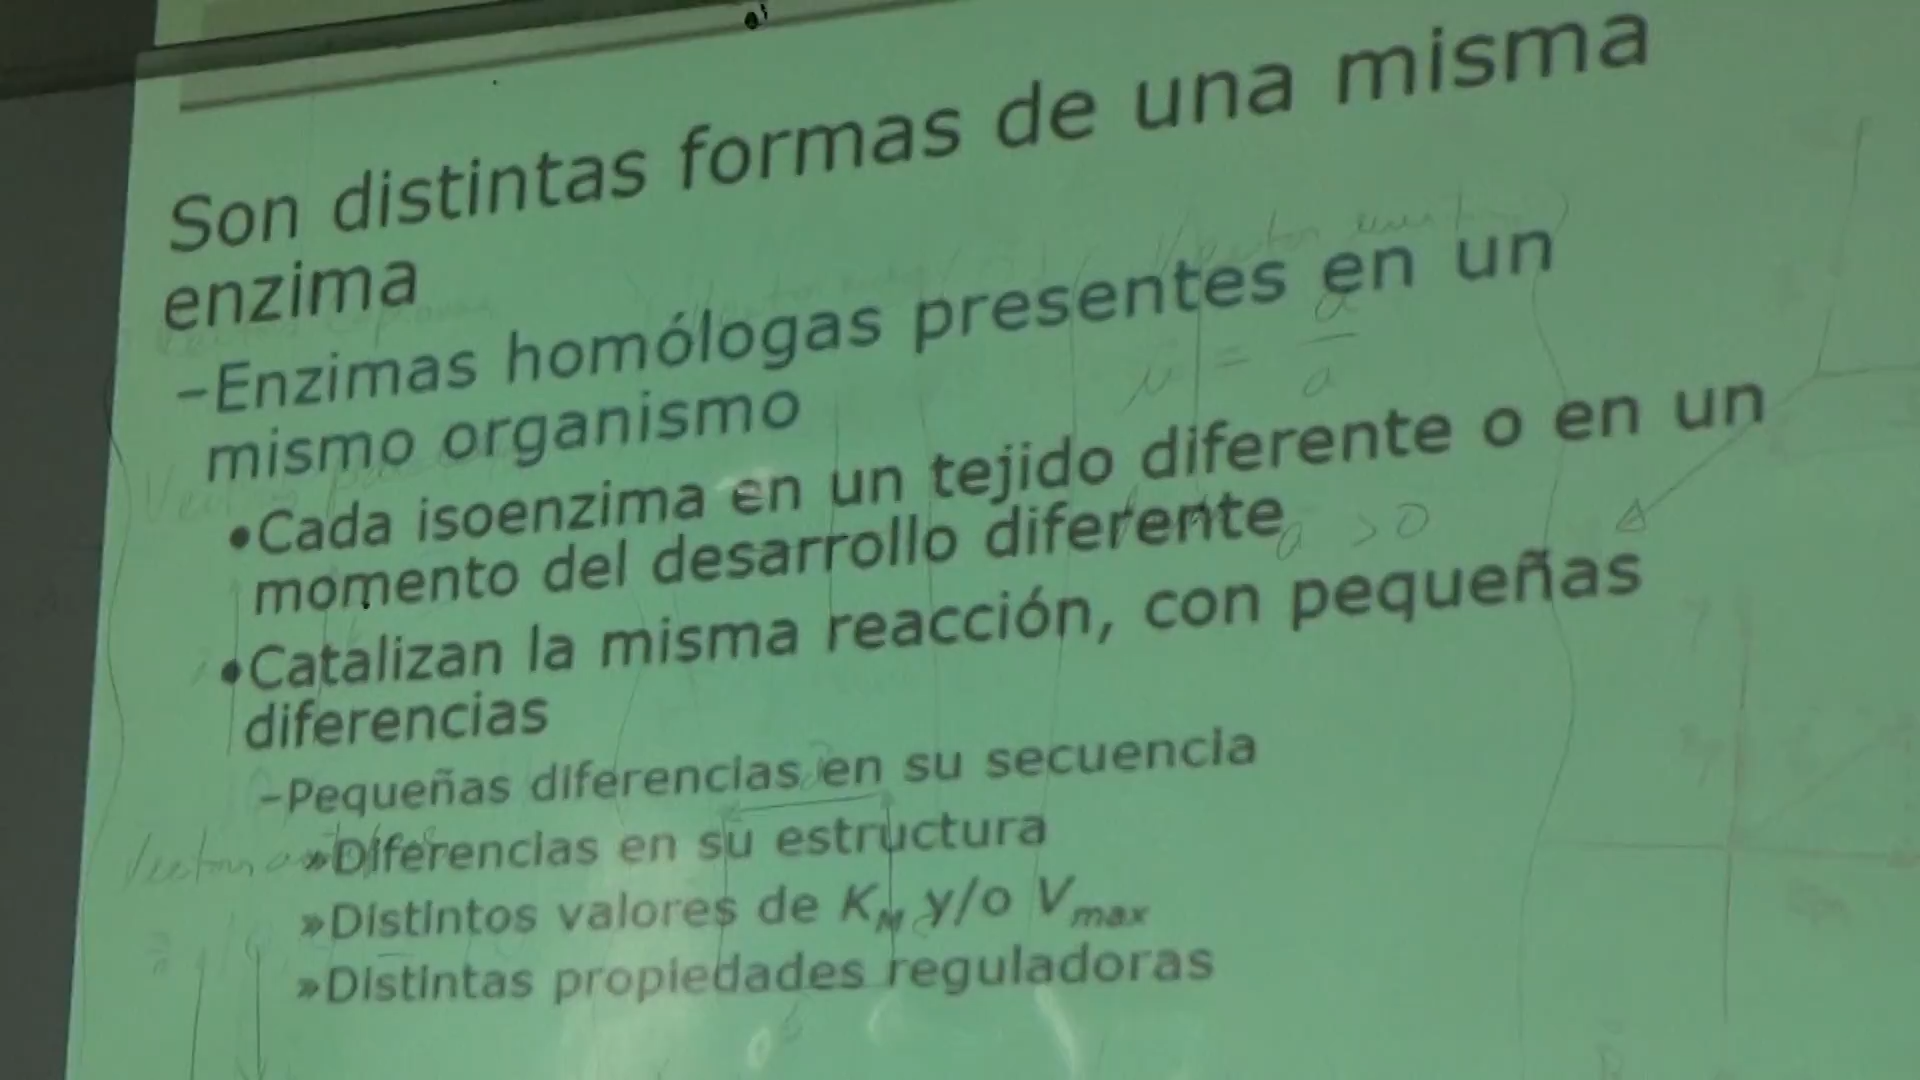 Son distintas formas de una misma
enzima
–Enzimas homólogas presentes en un
mismo organismo
•Cada isoenzima en un tejido diferente o en un
momento del desarrollo diferente
•Catalizan la misma reacción, con pequeñas
diferencias
–Pequeñas diferencias en su secuencia
»Diferencias en su estructura
»Distintos valores de KM y/o Vmax
»Distintas propiedades reguladoras
a > 0